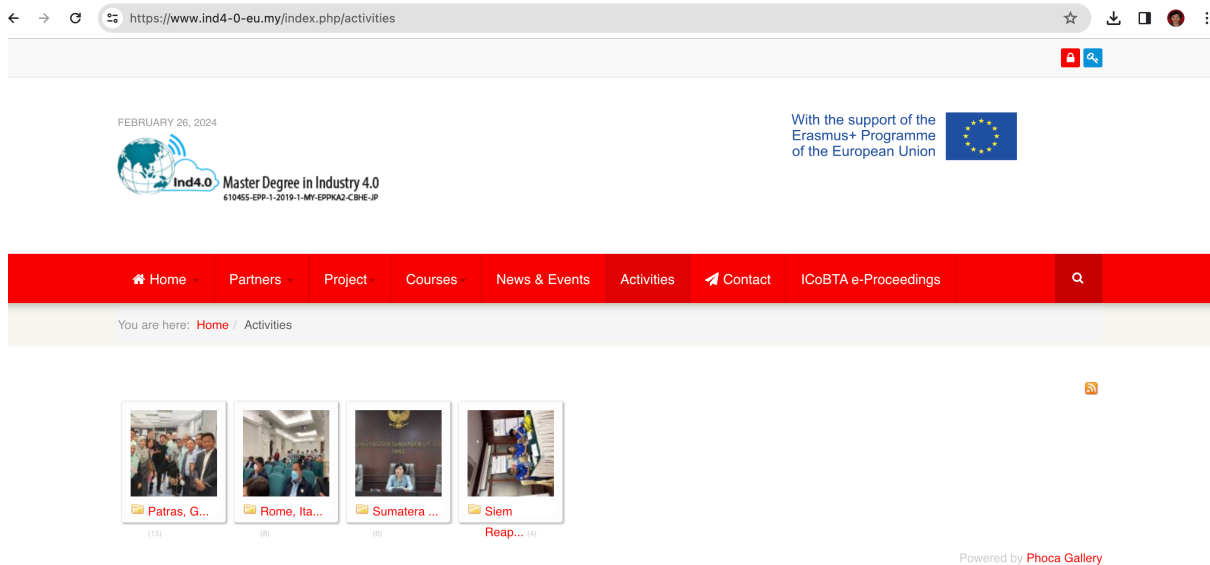 https://www.ind4-0-eu.my/index.php/activities
FEBRUARY 26, 2024
With the support of the
Erasmus+ Programme
of the European Union
Ind4.0
Master Degree in Industry 4.0
610455-EPP-1-2019-1-MY-EPPKA2-CBHE-JP
Home Partners Project Courses News & Events Activities Contact ICoBTA e-Proceedings
You are here: Home / Activities
1952
Patras, G... Rome, Ita... Sumatera ... Siem
(15) (8) (6) Reap... (4)
Powered by Phoca Gallery